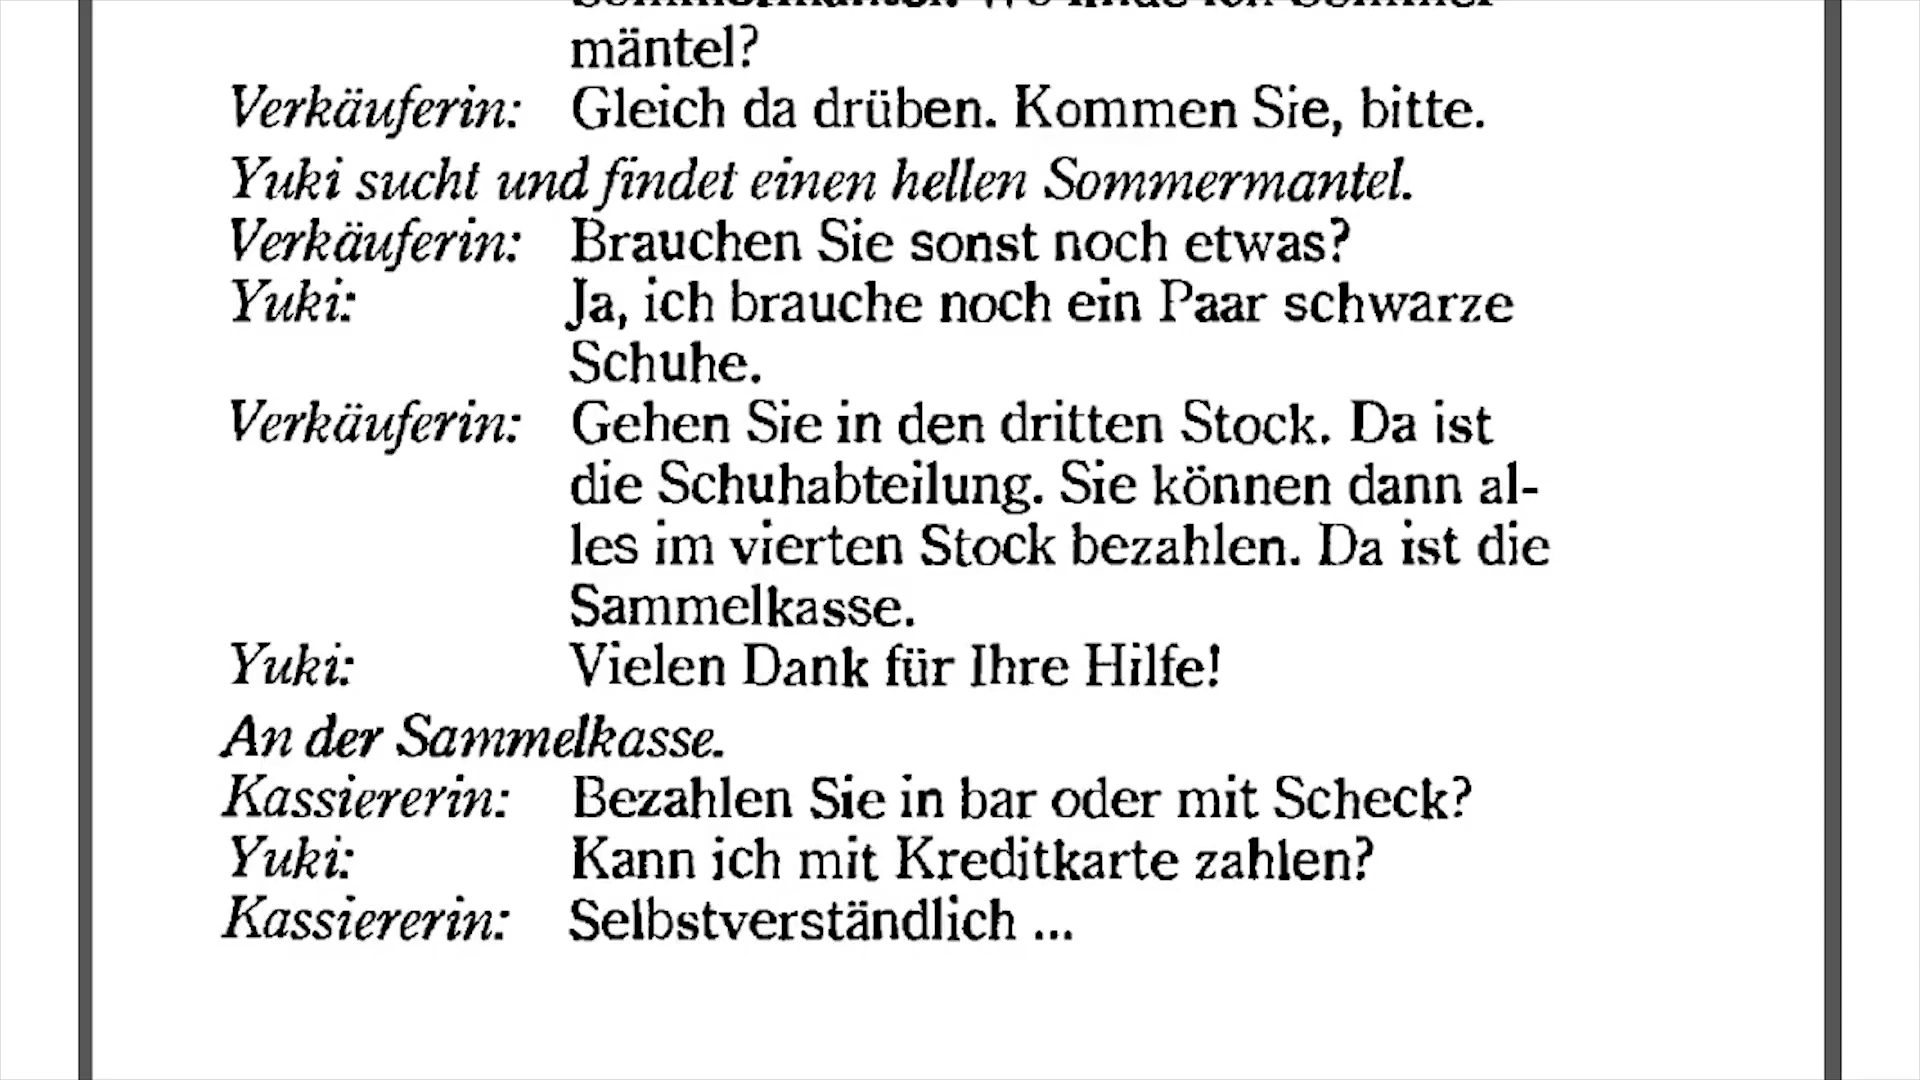 mäntel?
Verkäuferin: Gleich da drüben. Kommen Sie, bitte.
Yuki sucht und findet einen hellen Sommermantel.
Verkäuferin: Brauchen Sie sonst noch etwas?
Yuki: Ja, ich brauche noch ein Paar schwarze
Schuhe.
Verkäuferin: Gehen Sie in den dritten Stock. Da ist
die Schuhabteilung. Sie können dann al-
les im vierten Stock bezahlen. Da ist die
Sammelkasse.
Yuki: Vielen Dank für Ihre Hilfe!
An der Sammelkasse.
Kassiererin: Bezahlen Sie in bar oder mit Scheck?
Yuki: Kann ich mit Kreditkarte zahlen?
Kassiererin: Selbstverständlich ...